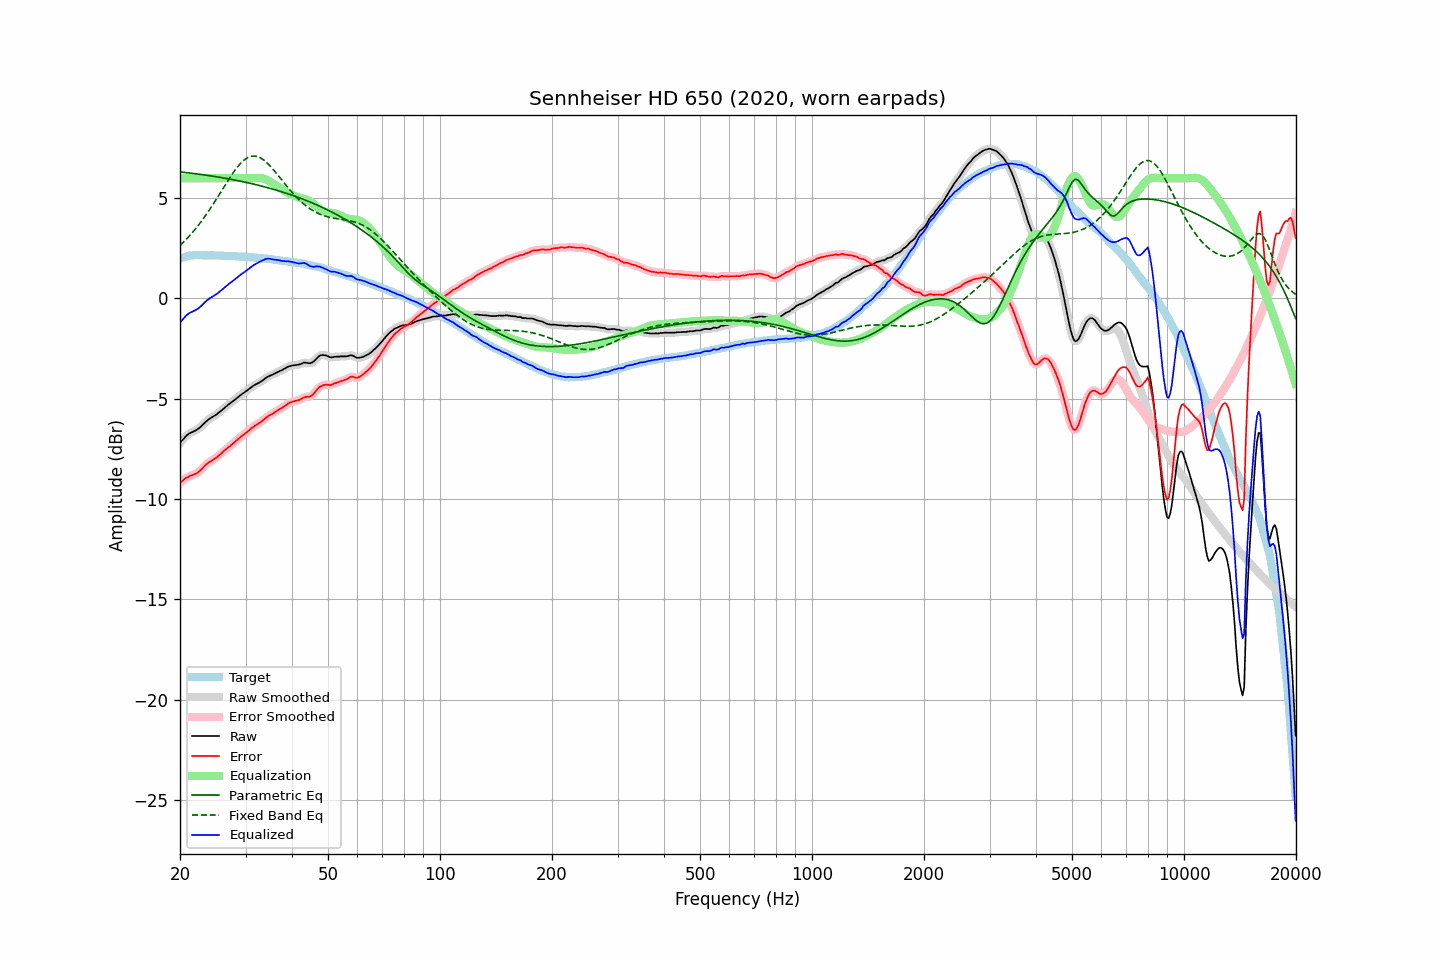 Sennheiser HD 650 (2020, worn earpads)
Amplitude (dBr)
5
0
−5
−10
−15
−20
−25
Target
Raw Smoothed
Error Smoothed
Raw
Error
Equalization
Parametric Eq
Fixed Band Eq
Equalized
20 50 100 200 500 1000 2000 5000 10000 20000
Frequency (Hz)